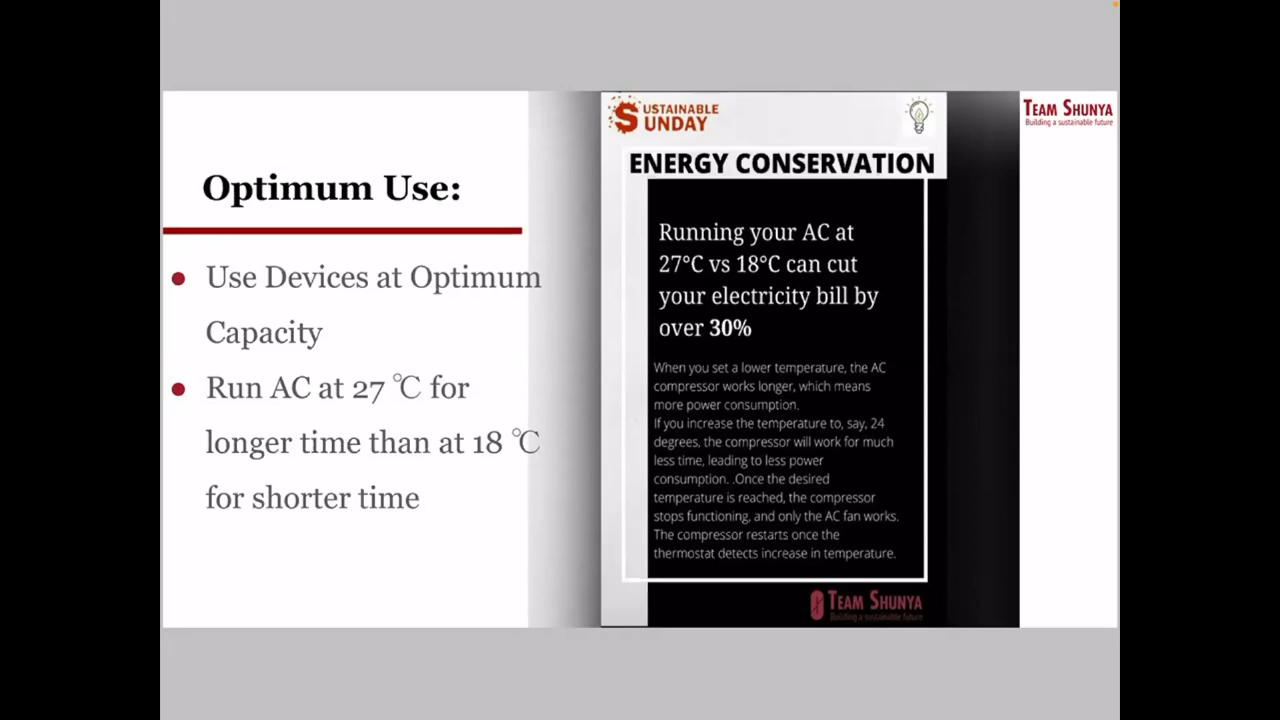 Optimum Use:
● Use Devices at Optimum
Capacity
● Run AC at 27 ℃ for
longer time than at 18 ℃
for shorter time
SUSTAINABLE
SUNDAY
ENERGY CONSERVATION
Running your AC at
27°C vs 18°C can cut
your electricity bill by
over 30%
When you set a lower temperature, the AC
compressor works longer, which means
more power consumption.
If you increase the temperature to, say, 24
degrees, the compressor will work for much
less time, leading to less power
consumption. .Once the desired
temperature is reached, the compressor
stops functioning, and only the AC fan works.
The compressor restarts once the
thermostat detects increase in temperature.
TEAM SHUNYA
Building a sustainable future
TEAM SHUNYA
Building a sustainable future